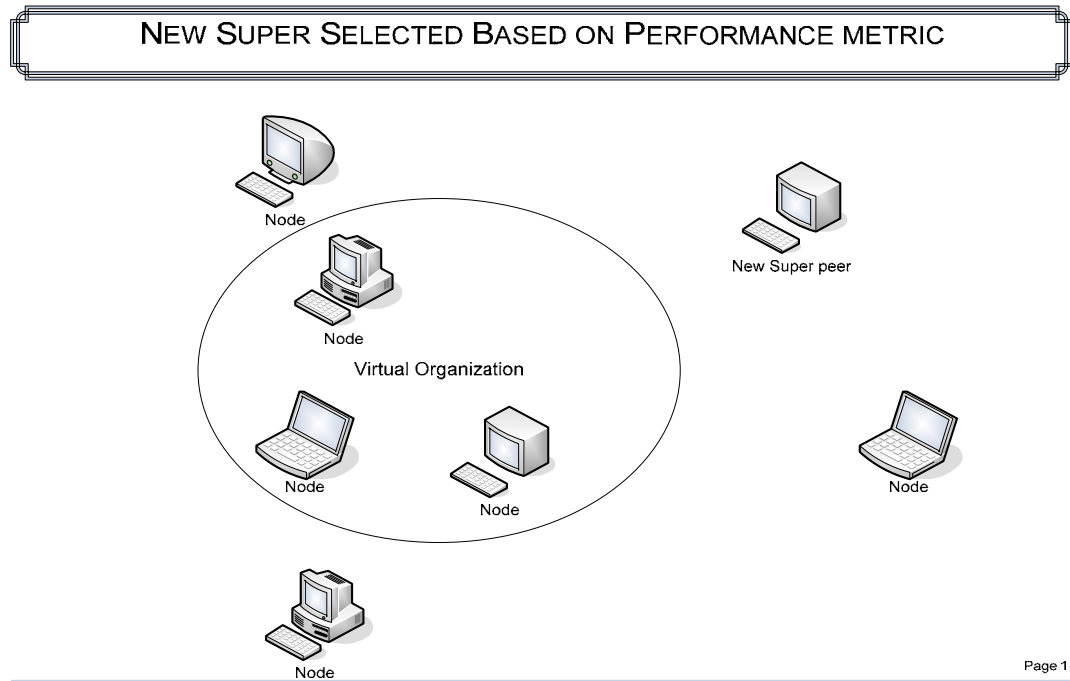 NEW SUPER SELECTED BASED ON PERFORMANCE METRIC
Node
New Super peer
Node
Virtual Organization
Node
Node
Node
Node
Page 1